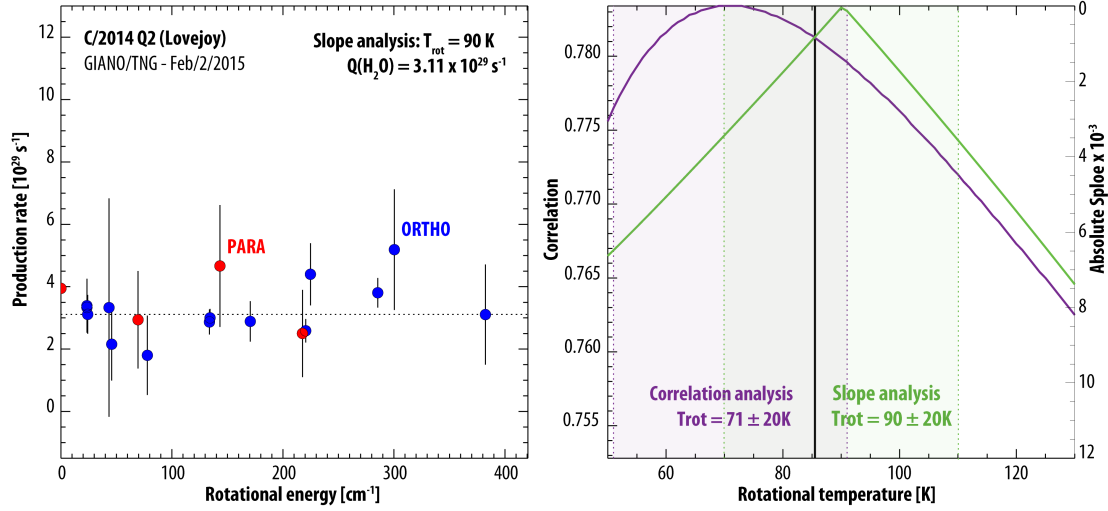 C/2014 Q2 (Lovejoy)
GIANO/TNG - Feb/2/2015
Slope analysis: Trot = 90 K
Q(H2O) = 3.11 x 10^29 s^-1
PARA
ORTHO
12
10
8
6
4
2
0
Production rate [10^29 s^-1]
0
100
200
300
400
Rotational energy [cm^-1]
0.780
0.775
0.770
0.765
0.760
0.755
Correlation
Correlation analysis
Trot = 71 ± 20K
Slope analysis
Trot = 90 ± 20K
60
80
100
120
Rotational temperature [K]
0
2
4
6
8
10
12
Absolute Sploe x 10^-3